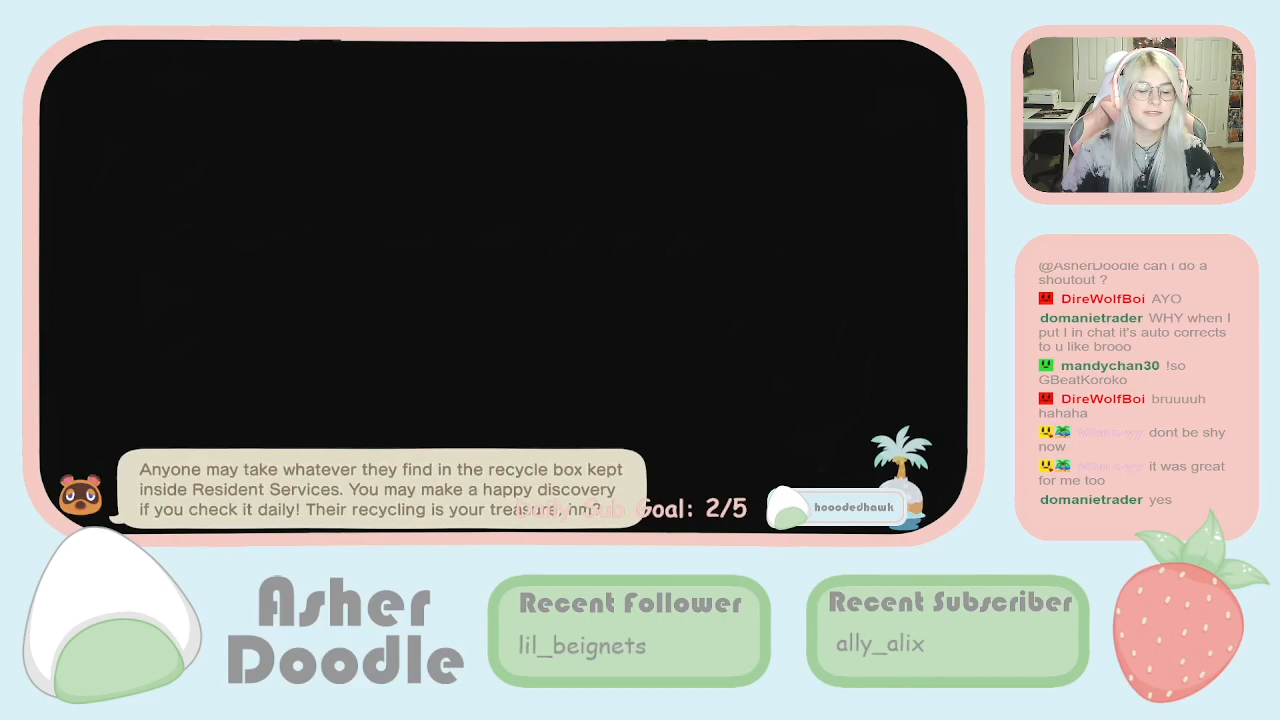 Anyone may take whatever they find in the recycle box kept
inside Resident Services. You may make a happy discovery
if you check it daily! Their recycling is your treasure, hm?
Daily Sub Goal: 2/5
hooodedhawk
@AsherDoodle can i do a
shoutout ?
DireWolfBoi AYO
domanietrader WHY when I
put I in chat it's auto corrects
to u like brooo
mandychan30 !so
GBeatKoroko
DireWolfBoi bruuuuh
hahaha
dont be shy
now
it was great
for me too
domanietrader yes
Asher
Doodle
Recent Follower
lil_beignets
Recent Subscriber
ally_alix